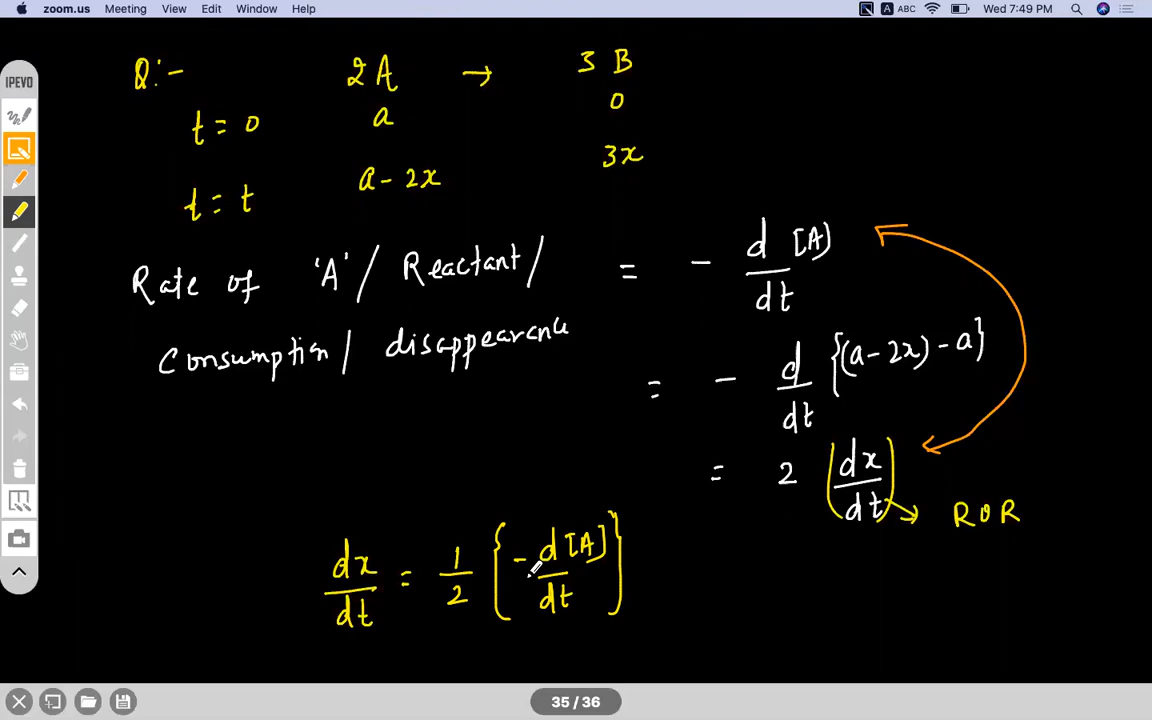 zoom.us Meeting View Edit Window Help A ABC Wed 7:49 PM
IPEVO
Q:- 2A → 3B
t = 0 a 0
t = t a - 2x 3x
Rate of 'A' / Reactant / = - d[A]/dt
Consumption / disappearance
= - d/dt {(a - 2x) - a}
= 2 (dx/dt) → ROR
dx/dt = 1/2 {- d[A]/dt}
35 / 36